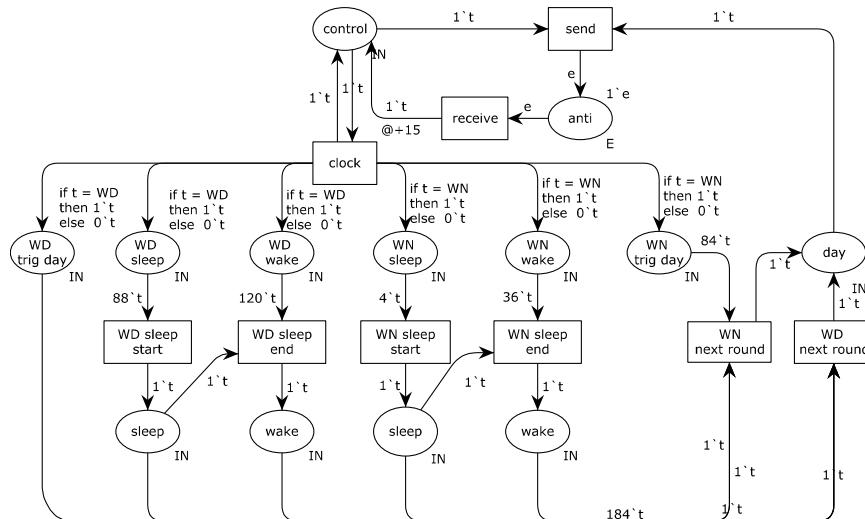 control
1`t
send
1`t
IN
1`t
1`t
e
1`e
1`t
@+15
receive
e
anti
E
clock
if t = WD
then 1`t
else 0`t
if t = WD
then 1`t
else 0`t
if t = WD
then 1`t
else 0`t
if t = WN
then 1`t
else 0`t
if t = WN
then 1`t
else 0`t
if t = WN
then 1`t
else 0`t
WD
trig day
IN
WD
sleep
IN
WD
wake
IN
WN
sleep
IN
WN
wake
IN
WN
trig day
IN
84`t
1`t
day
IN
1`t
88`t
120`t
4`t
36`t
WD sleep
start
WD sleep
end
WN sleep
start
WN sleep
end
WN
next round
WD
next round
1`t
1`t
1`t
1`t
1`t
1`t
sleep
IN
wake
IN
sleep
IN
wake
IN
1`t
1`t
1`t
184`t
1`t